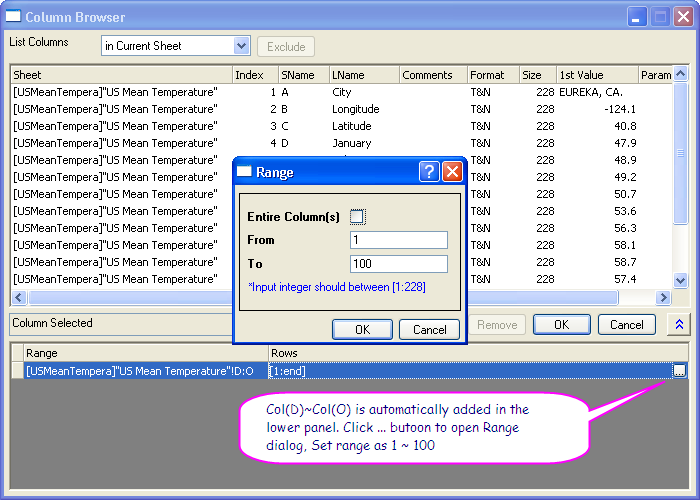 Column Browser
List Columns in Current Sheet Exclude
Sheet Index SName LName Comments Format Size 1st Value Param
[USMeanTempera]"US Mean Temperature" 1 A City T&N 228 EUREKA, CA.
[USMeanTempera]"US Mean Temperature" 2 B Longitude T&N 228 -124.1
[USMeanTempera]"US Mean Temperature" 3 C Latitude T&N 228 40.8
[USMeanTempera]"US Mean Temperature" 4 D January T&N 228 47.9
[USMeanTempera]"US Mean Temperature" T&N 228 48.9
[USMeanTempera]"US Mean Temperature" T&N 228 49.2
[USMeanTempera]"US Mean Temperature" T&N 228 50.7
[USMeanTempera]"US Mean Temperature" T&N 228 53.6
[USMeanTempera]"US Mean Temperature" T&N 228 56.3
[USMeanTempera]"US Mean Temperature" T&N 228 58.1
[USMeanTempera]"US Mean Temperature" T&N 228 58.7
[USMeanTempera]"US Mean Temperature" T&N 228 57.4
Range
Entire Column(s)
From 1
To 100
*Input integer should between [1:228]
OK Cancel
Column Selected Remove OK Cancel
Range Rows
[USMeanTempera]"US Mean Temperature"!D:O [1:end] ...
Col(D)~Col(O) is automatically added in the
lower panel. Click ... butoon to open Range
dialog, Set range as 1 ~ 100